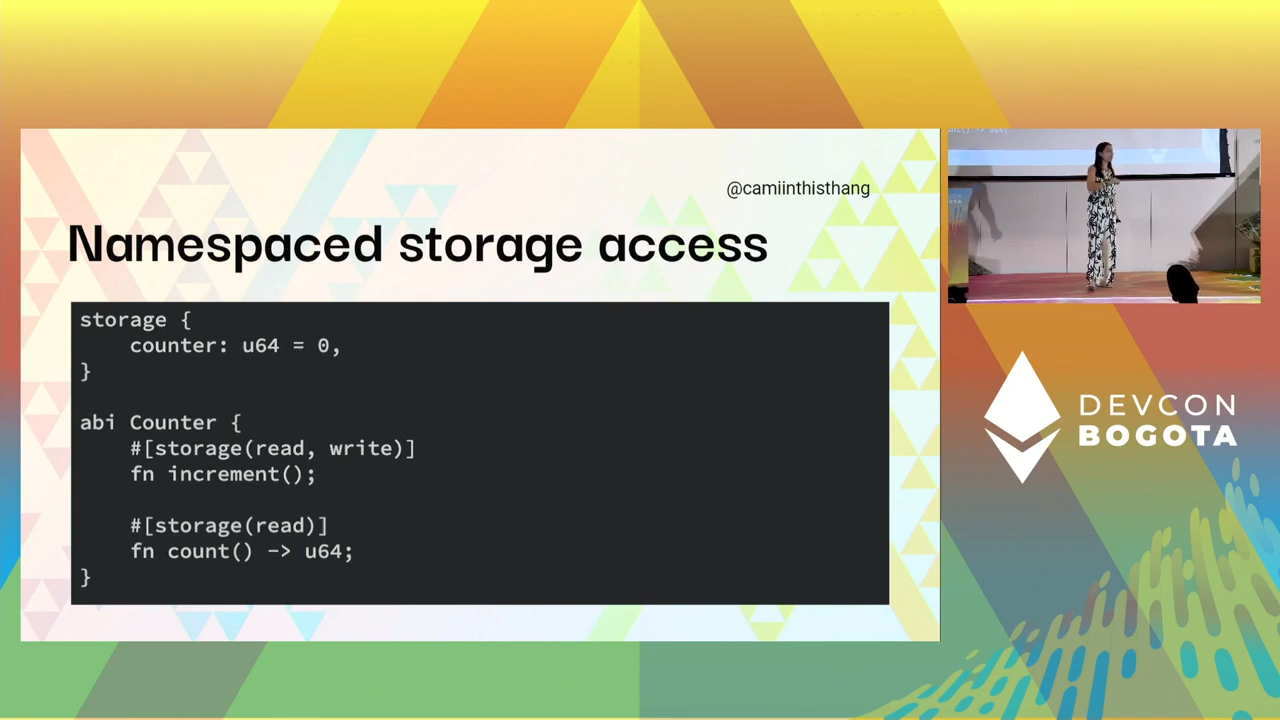 @camiinthisthang
Namespaced storage access
storage {
    counter: u64 = 0,
}

abi Counter {
    #[storage(read, write)]
    fn increment();

    #[storage(read)]
    fn count() -> u64;
}
DEVCON
BOGOTA